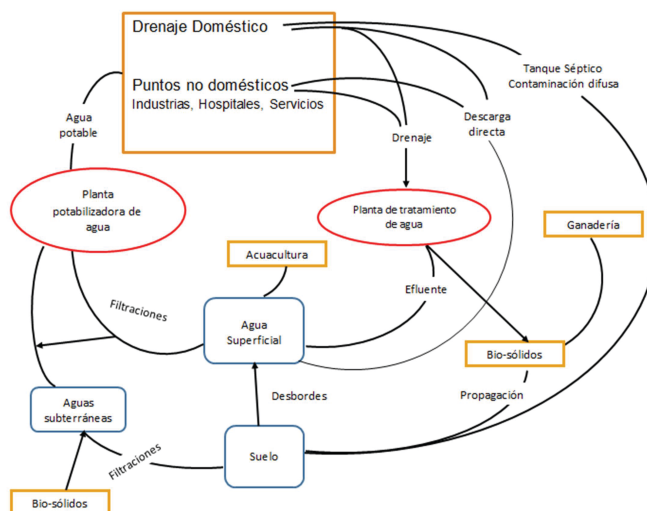 Drenaje Doméstico
Puntos no domésticos
Industrias, Hospitales, Servicios
Tanque Séptico
Contaminación difusa
Agua
potable
Descarga
directa
Drenaje
Planta
potabilizadora de
agua
Planta de tratamiento
de agua
Ganadería
Acuacultura
Efluente
Filtraciones
Agua
Superficial
Bio-sólidos
Desbordes
Propagación
Aguas
subterráneas
Suelo
Filtraciones
Bio-sólidos